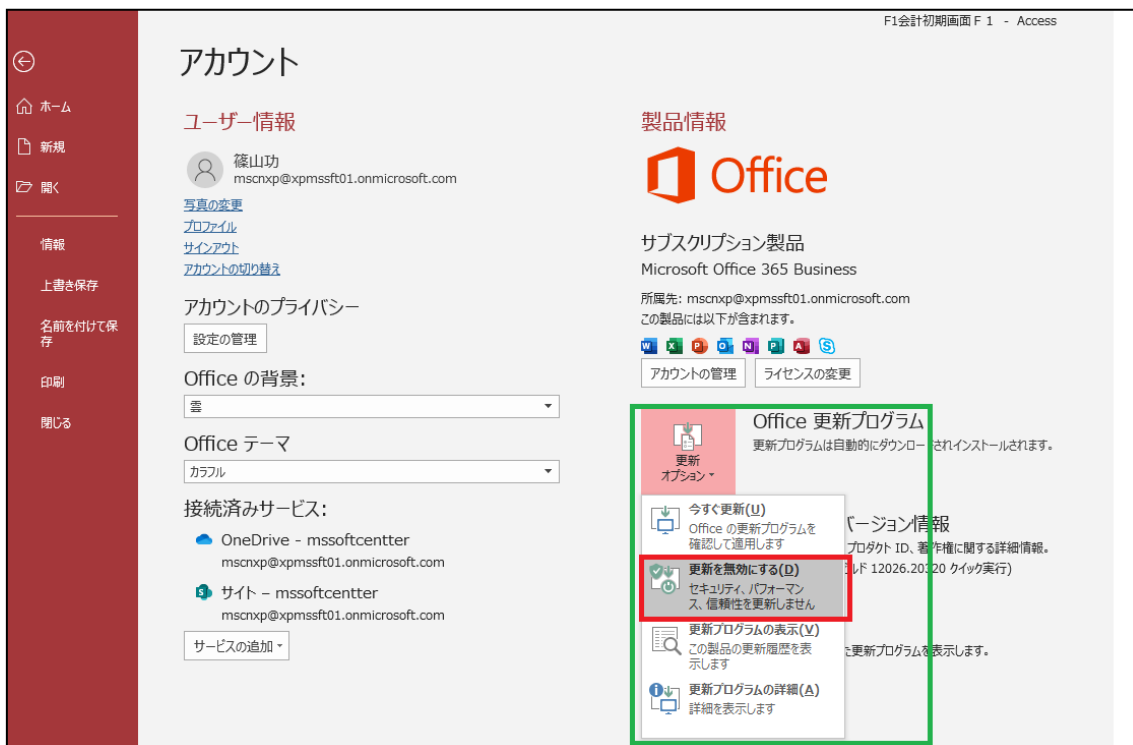 F1会計初期画面F 1 - Access
アカウント
ホーム
新規
開く
情報
上書き保存
名前を付けて保
存
印刷
閉じる
ユーザー情報
篠山功
mscnxp@xpmssft01.onmicrosoft.com
写真の変更
プロファイル
サインアウト
アカウントの切り替え
アカウントのプライバシー
設定の管理
Office の背景:
雲
Office テーマ
カラフル
接続済みサービス:
OneDrive - mssoftcentter
mscnxp@xpmssft01.onmicrosoft.com
サイト – mssoftcentter
mscnxp@xpmssft01.onmicrosoft.com
サービスの追加
製品情報
Office
サブスクリプション製品
Microsoft Office 365 Business
所属先: mscnxp@xpmssft01.onmicrosoft.com
この製品には以下が含まれます。
アカウントの管理
ライセンスの変更
更新
オプション
Office 更新プログラム
更新プログラムは自動的にダウンロードされインストールされます。
今すぐ更新(U)
Office の更新プログラムを
確認して適用します
更新を無効にする(D)
セキュリティ、パフォーマン
ス、信頼性を更新しません
更新プログラムの表示(V)
この製品の更新履歴を表
示します
更新プログラムの詳細(A)
詳細を表示します
バージョン情報
プロダクト ID、著作権に関する詳細情報。
ビルド 12026.20320 クイック実行)
た更新プログラムを表示します。